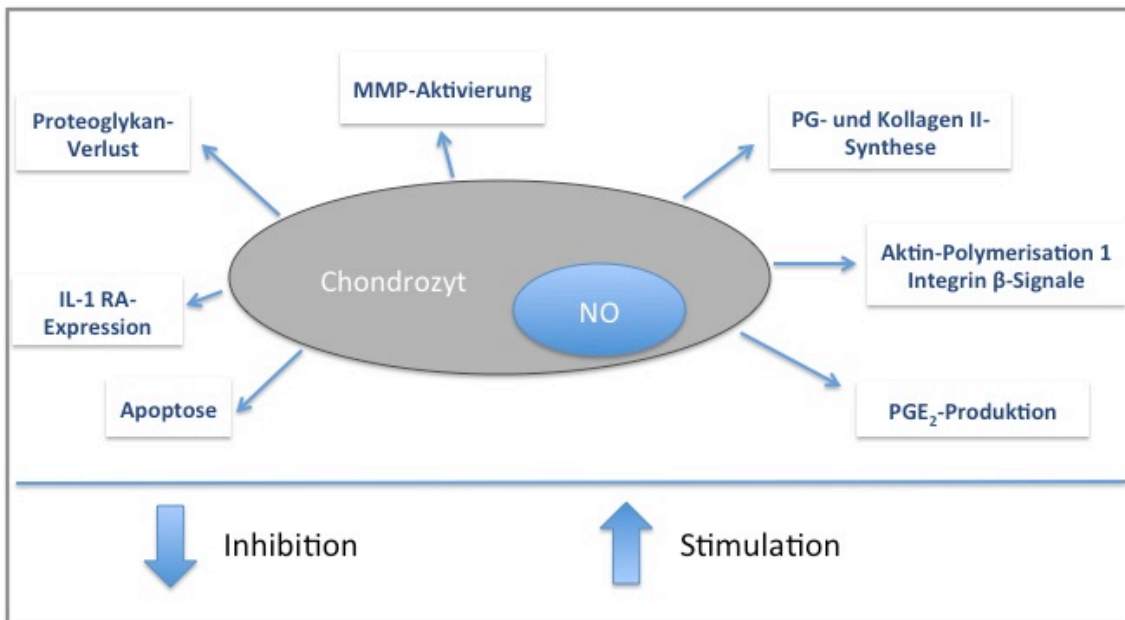 MMP-Aktivierung
Proteoglykan-
Verlust
PG- und Kollagen II-
Synthese
Chondrozyt
NO
Aktin-Polymerisation 1
Integrin β-Signale
IL-1 RA-
Expression
Apoptose
PGE₂-Produktion
Inhibition
Stimulation